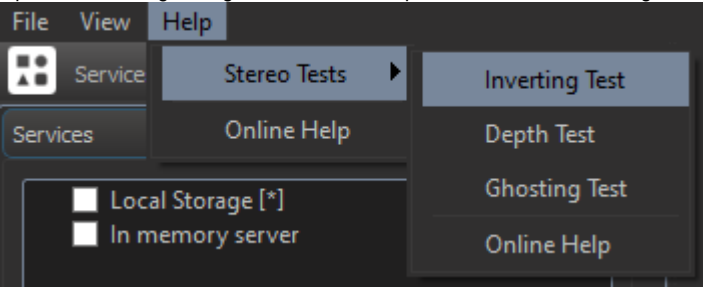 File View Help
Service
Stereo Tests
Inverting Test
Services
Online Help
Depth Test
Ghosting Test
Local Storage [*]
In memory server
Online Help